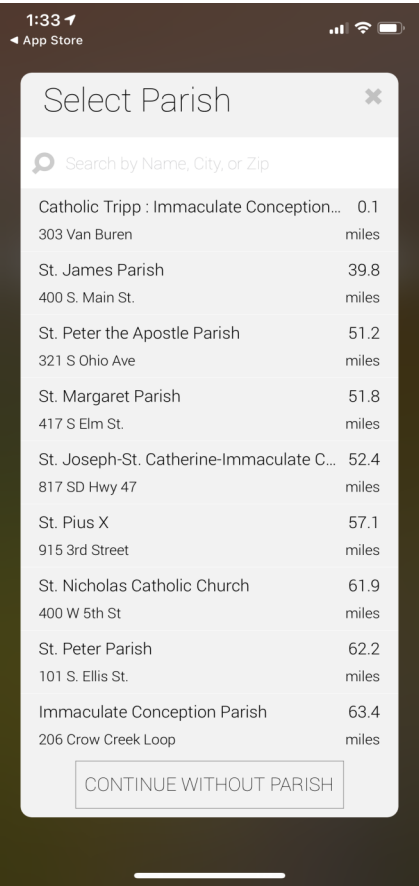 1:33
App Store
Select Parish
Search by Name, City, or Zip
Catholic Tripp : Immaculate Conception... 0.1
303 Van Buren miles
St. James Parish 39.8
400 S. Main St. miles
St. Peter the Apostle Parish 51.2
321 S Ohio Ave miles
St. Margaret Parish 51.8
417 S Elm St. miles
St. Joseph-St. Catherine-Immaculate C... 52.4
817 SD Hwy 47 miles
St. Pius X 57.1
915 3rd Street miles
St. Nicholas Catholic Church 61.9
400 W 5th St miles
St. Peter Parish 62.2
101 S. Ellis St. miles
Immaculate Conception Parish 63.4
206 Crow Creek Loop miles
CONTINUE WITHOUT PARISH